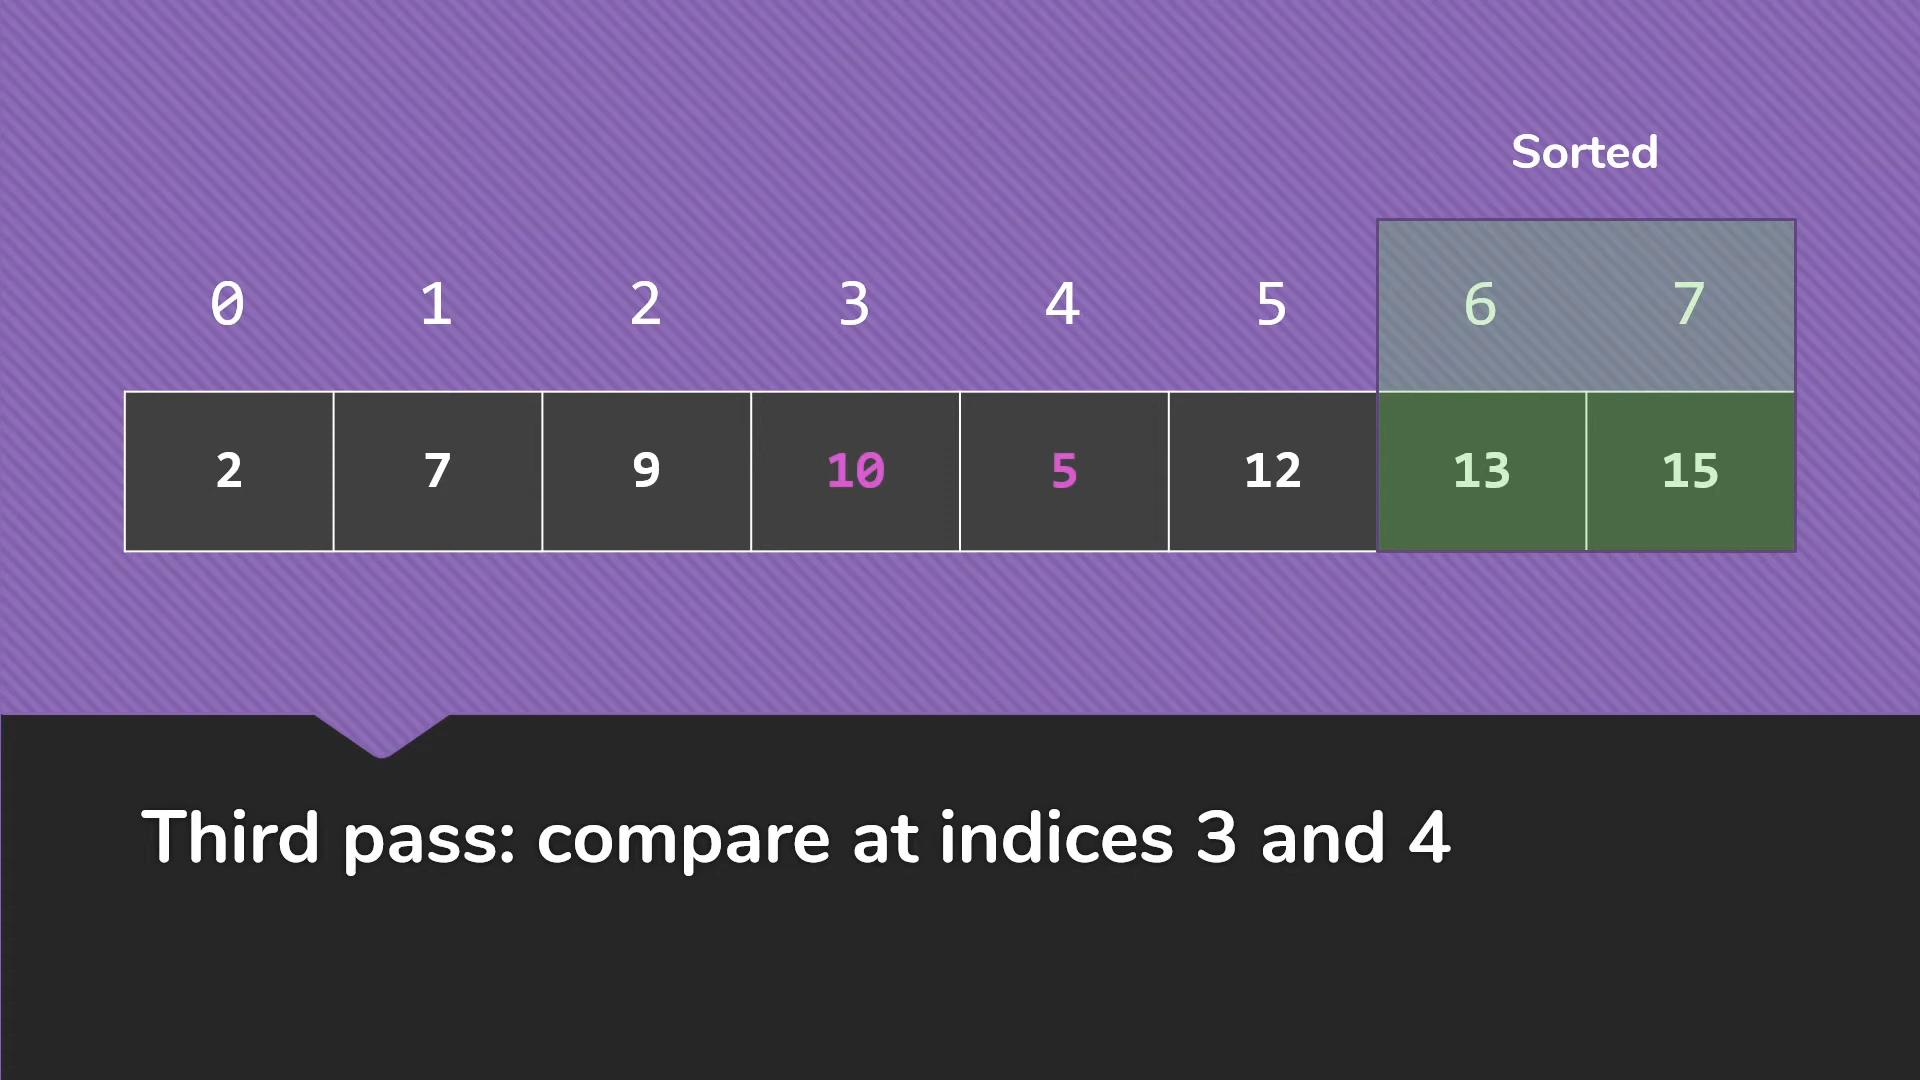 Sorted
0 1 2 3 4 5 6 7
2 7 9 10 5 12 13 15
Third pass: compare at indices 3 and 4